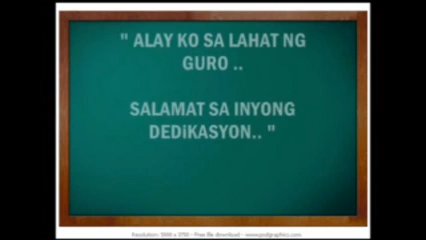 " ALAY KO SA LAHAT NG
GURO ..
SALAMAT SA INYONG
DEDiKASYON.. "